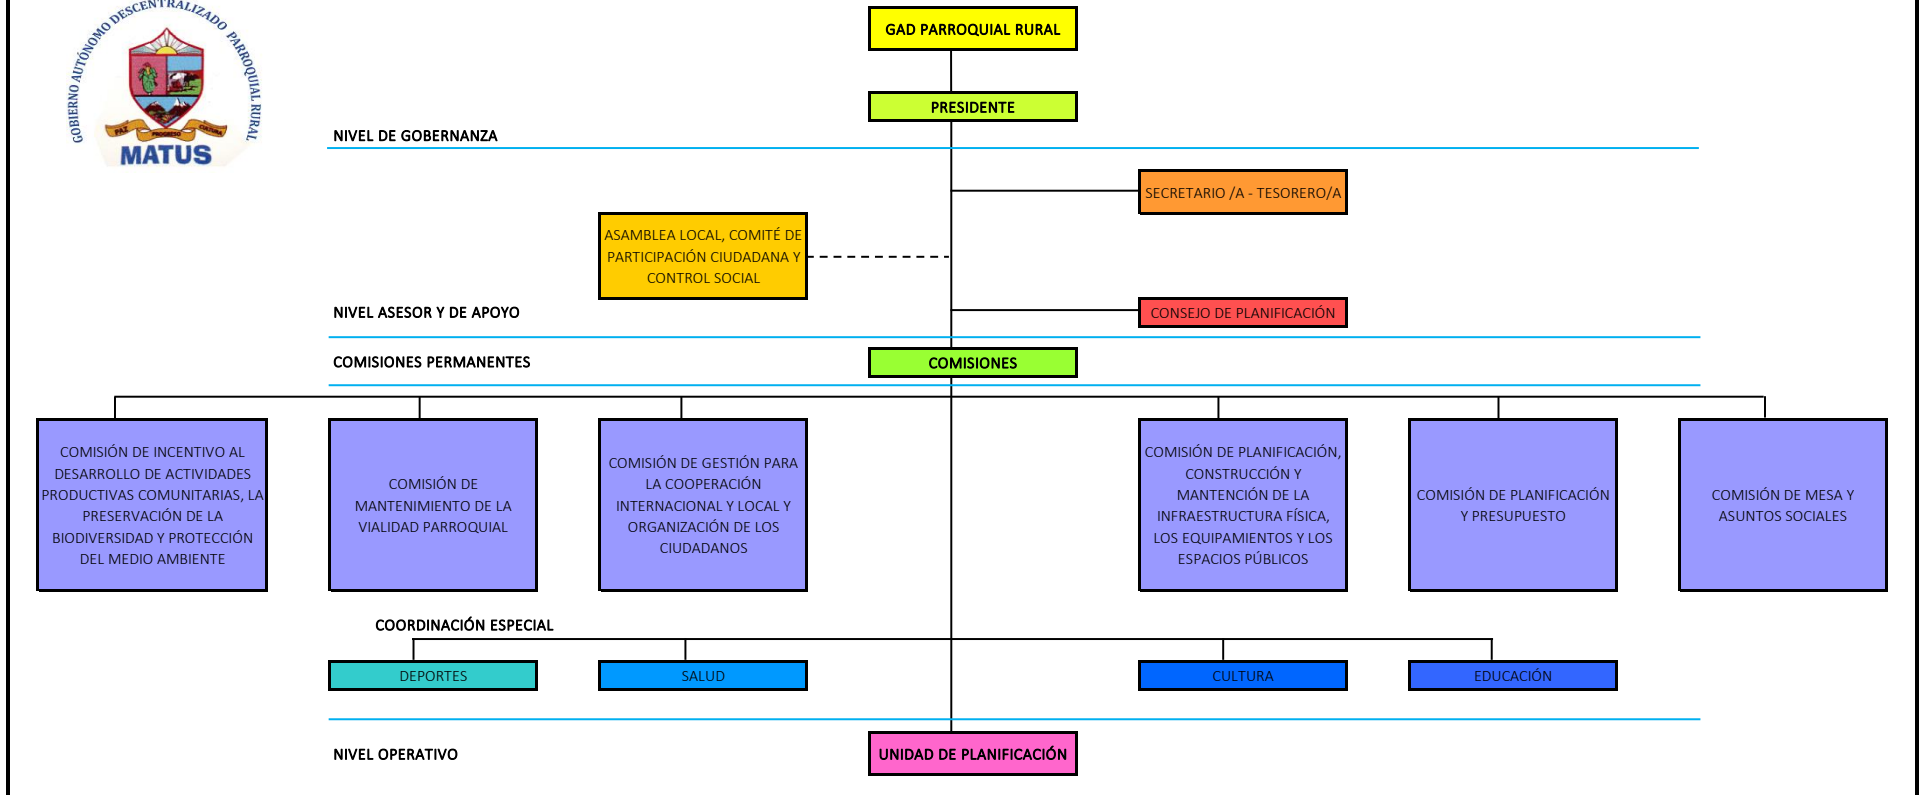 GOBIERNO AUTÓNOMO DESCENTRALIZADO PARROQUIAL RURAL
PAZ PROGRESO CULTURA
MATUS
GAD PARROQUIAL RURAL
PRESIDENTE
NIVEL DE GOBERNANZA
SECRETARIO /A - TESORERO/A
ASAMBLEA LOCAL, COMITÉ DE
PARTICIPACIÓN CIUDADANA Y
CONTROL SOCIAL
NIVEL ASESOR Y DE APOYO
CONSEJO DE PLANIFICACIÓN
COMISIONES PERMANENTES
COMISIONES
COMISIÓN DE INCENTIVO AL
DESARROLLO DE ACTIVIDADES
PRODUCTIVAS COMUNITARIAS, LA
PRESERVACIÓN DE LA
BIODIVERSIDAD Y PROTECCIÓN
DEL MEDIO AMBIENTE
COMISIÓN DE
MANTENIMIENTO DE LA
VIALIDAD PARROQUIAL
COMISIÓN DE GESTIÓN PARA
LA COOPERACIÓN
INTERNACIONAL Y LOCAL Y
ORGANIZACIÓN DE LOS
CIUDADANOS
COMISIÓN DE PLANIFICACIÓN,
CONSTRUCCIÓN Y
MANTENCIÓN DE LA
INFRAESTRUCTURA FÍSICA,
LOS EQUIPAMIENTOS Y LOS
ESPACIOS PÚBLICOS
COMISIÓN DE PLANIFICACIÓN
Y PRESUPUESTO
COMISIÓN DE MESA Y
ASUNTOS SOCIALES
COORDINACIÓN ESPECIAL
DEPORTES
SALUD
CULTURA
EDUCACIÓN
NIVEL OPERATIVO
UNIDAD DE PLANIFICACIÓN